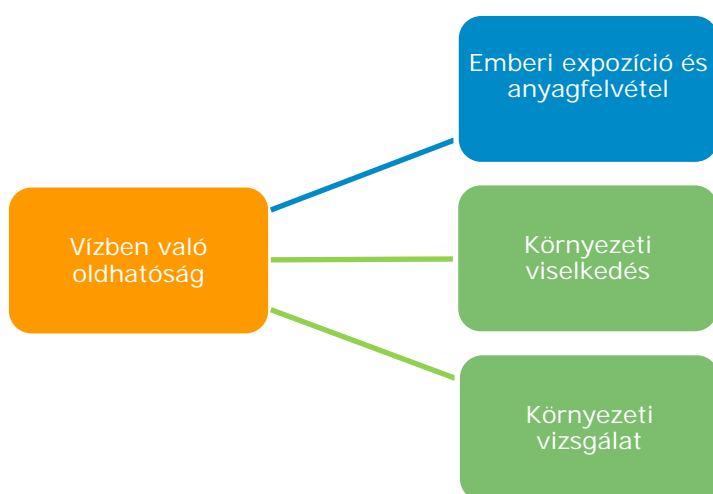 Emberi expozíció és
anyagfelvétel
Vízben való
oldhatóság
Környezeti
viselkedés
Környezeti
vizsgálat